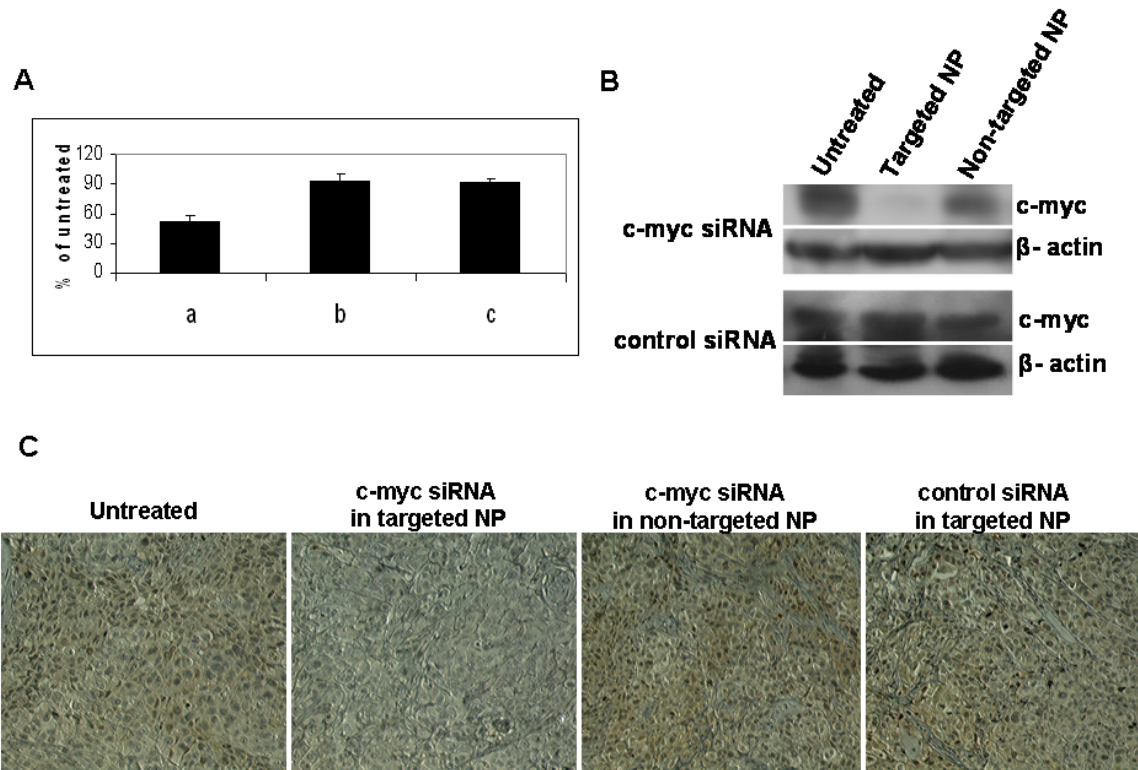 A
% of untreated
120
90
60
30
0
a
b
c
B
Untreated
Targeted NP
Non-targeted NP
c-myc siRNA
c-myc
β- actin
control siRNA
c-myc
β- actin
C
Untreated
c-myc siRNA
in targeted NP
c-myc siRNA
in non-targeted NP
control siRNA
in targeted NP